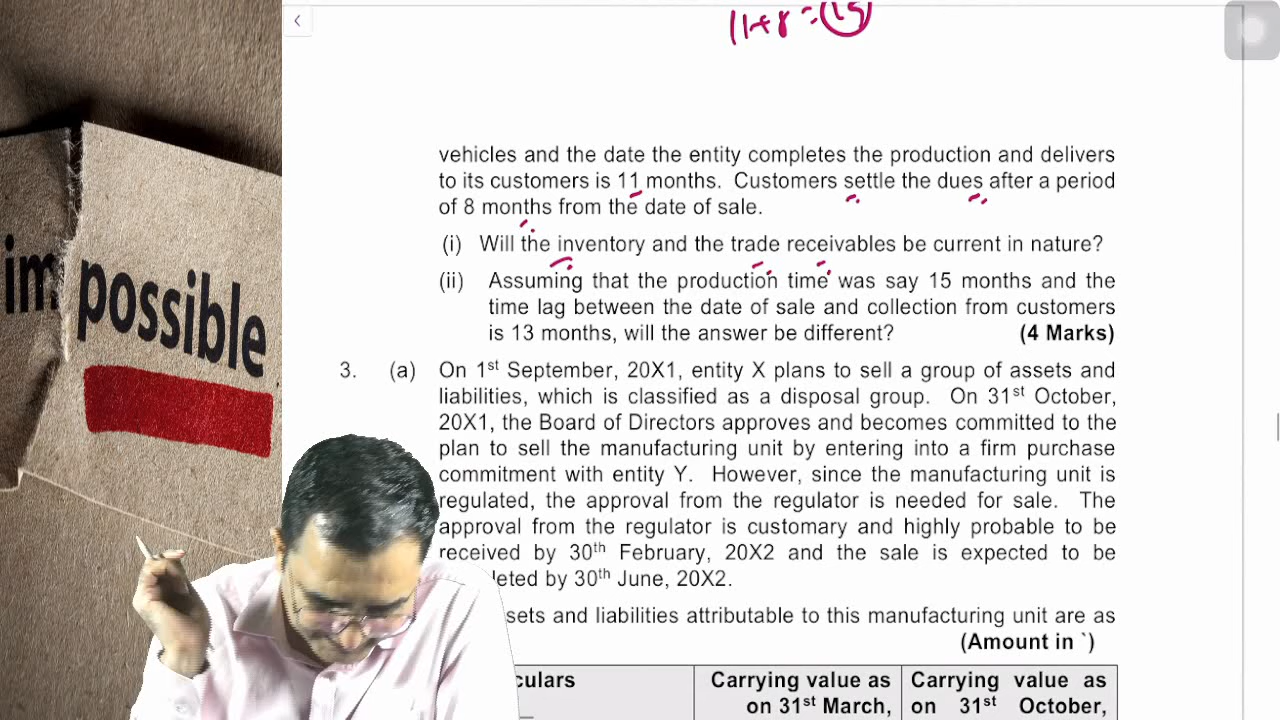 11+8=19
vehicles and the date the entity completes the production and delivers
to its customers is 11 months. Customers settle the dues after a period
of 8 months from the date of sale.
(i) Will the inventory and the trade receivables be current in nature?
(ii) Assuming that the production time was say 15 months and the
time lag between the date of sale and collection from customers
is 13 months, will the answer be different? (4 Marks)
impossible
3. (a) On 1st September, 20X1, entity X plans to sell a group of assets and
liabilities, which is classified as a disposal group. On 31st October,
20X1, the Board of Directors approves and becomes committed to the
plan to sell the manufacturing unit by entering into a firm purchase
commitment with entity Y. However, since the manufacturing unit is
regulated, the approval from the regulator is needed for sale. The
approval from the regulator is customary and highly probable to be
received by 30th February, 20X2 and the sale is expected to be
leted by 30th June, 20X2.
sets and liabilities attributable to this manufacturing unit are as
(Amount in `)
culars Carrying value as Carrying value as
on 31st March, on 31st October,